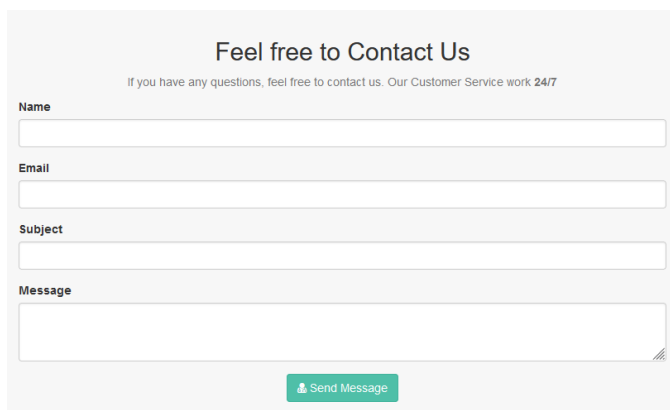 Feel free to Contact Us
If you have any questions, feel free to contact us. Our Customer Service work 24/7
Name
Email
Subject
Message
Send Message